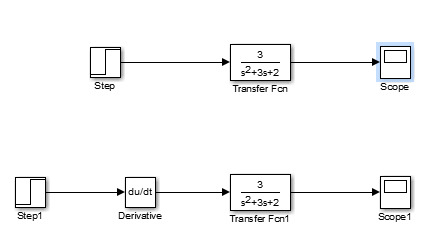 3
s²+3s+2
Step
Transfer Fcn
Scope
du/dt
3
s²+3s+2
Step1
Derivative
Transfer Fcn1
Scope1